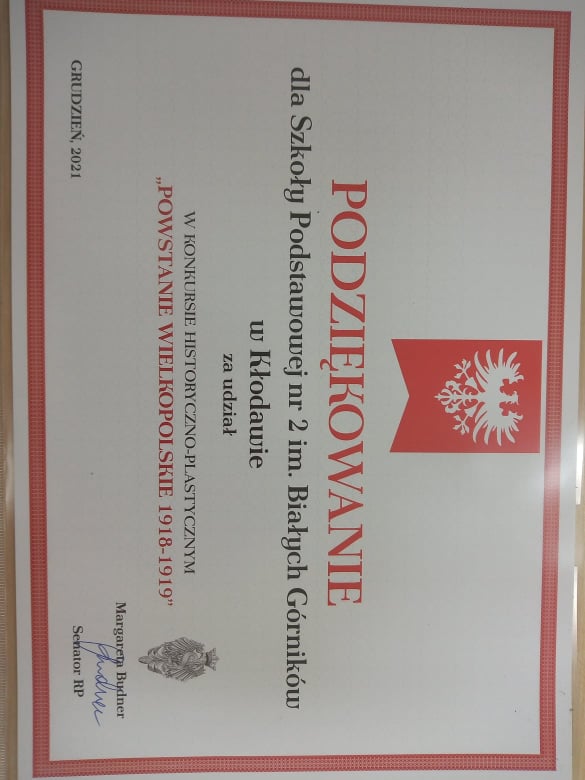 PODZIĘKOWANIE
dla Szkoły Podstawowej nr 2 im. Białych Górników
w Kłodawie
za udział
W KONKURSIE HISTORYCZNO-PLASTYCZNYM
„POWSTANIE WIELKOPOLSKIE 1918-1919”
Margareta Budner
Budner
Senator RP
GRUDZIEŃ, 2021